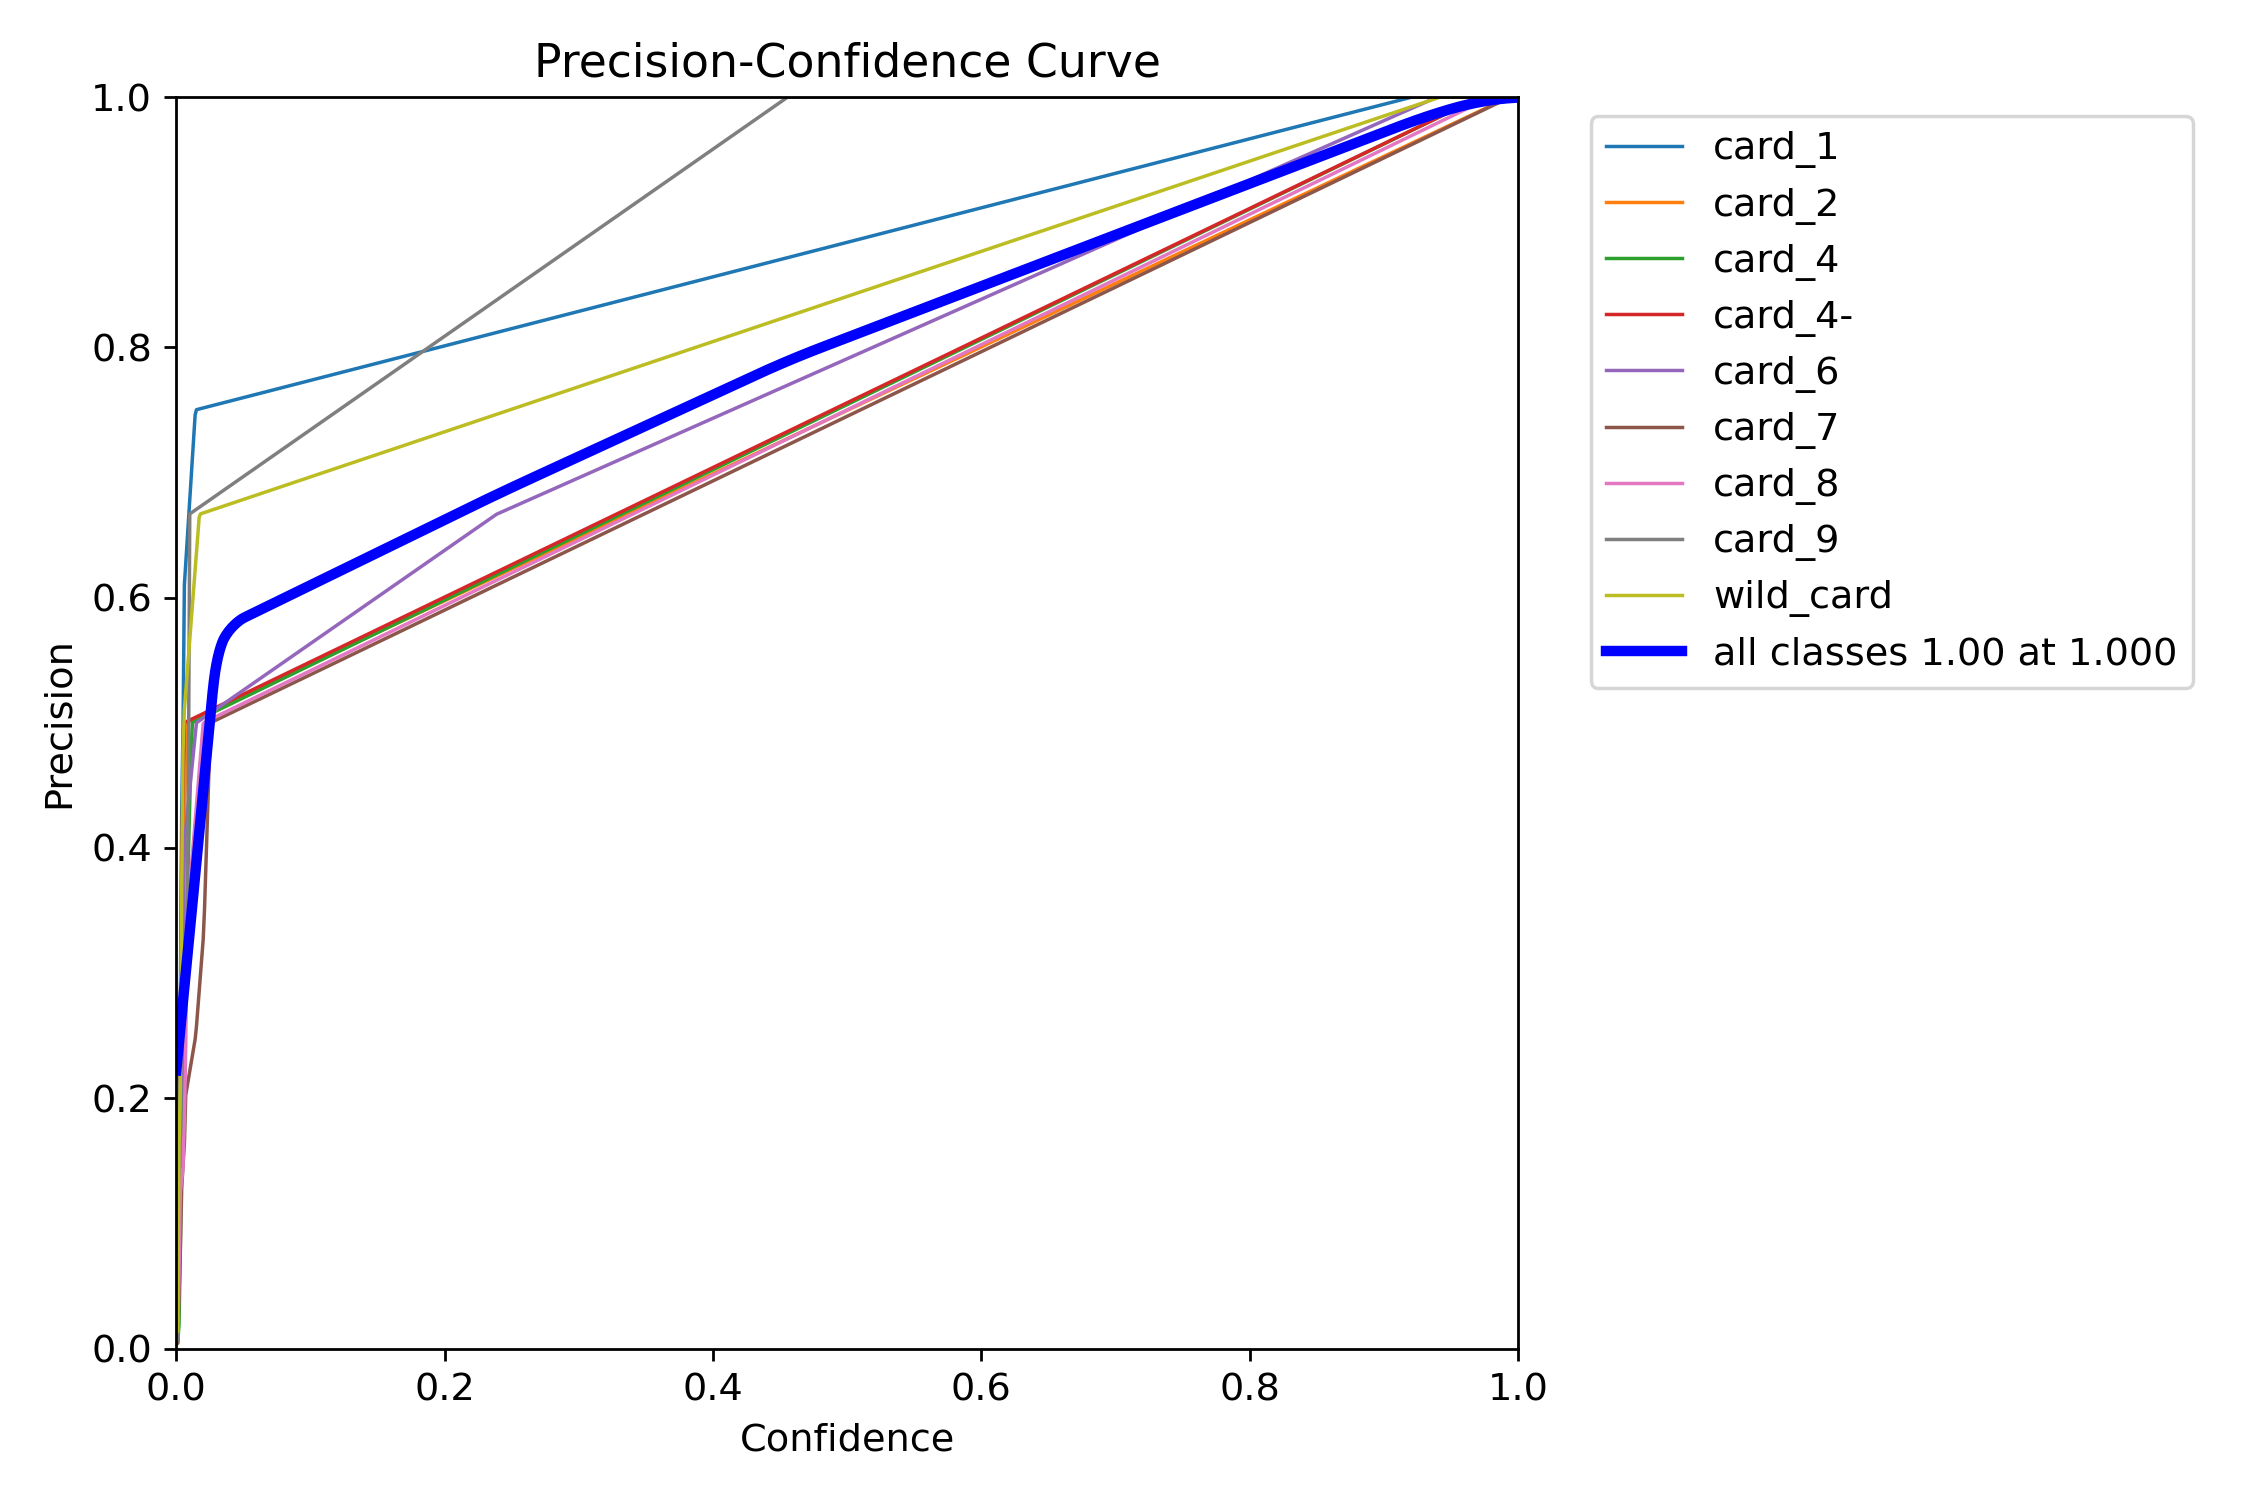 Precision-Confidence Curve
1.0
0.8
0.6
0.4
0.2
0.0
Precision
0.0 0.2 0.4 0.6 0.8 1.0
Confidence
card_1
card_2
card_4
card_4-
card_6
card_7
card_8
card_9
wild_card
all classes 1.00 at 1.000